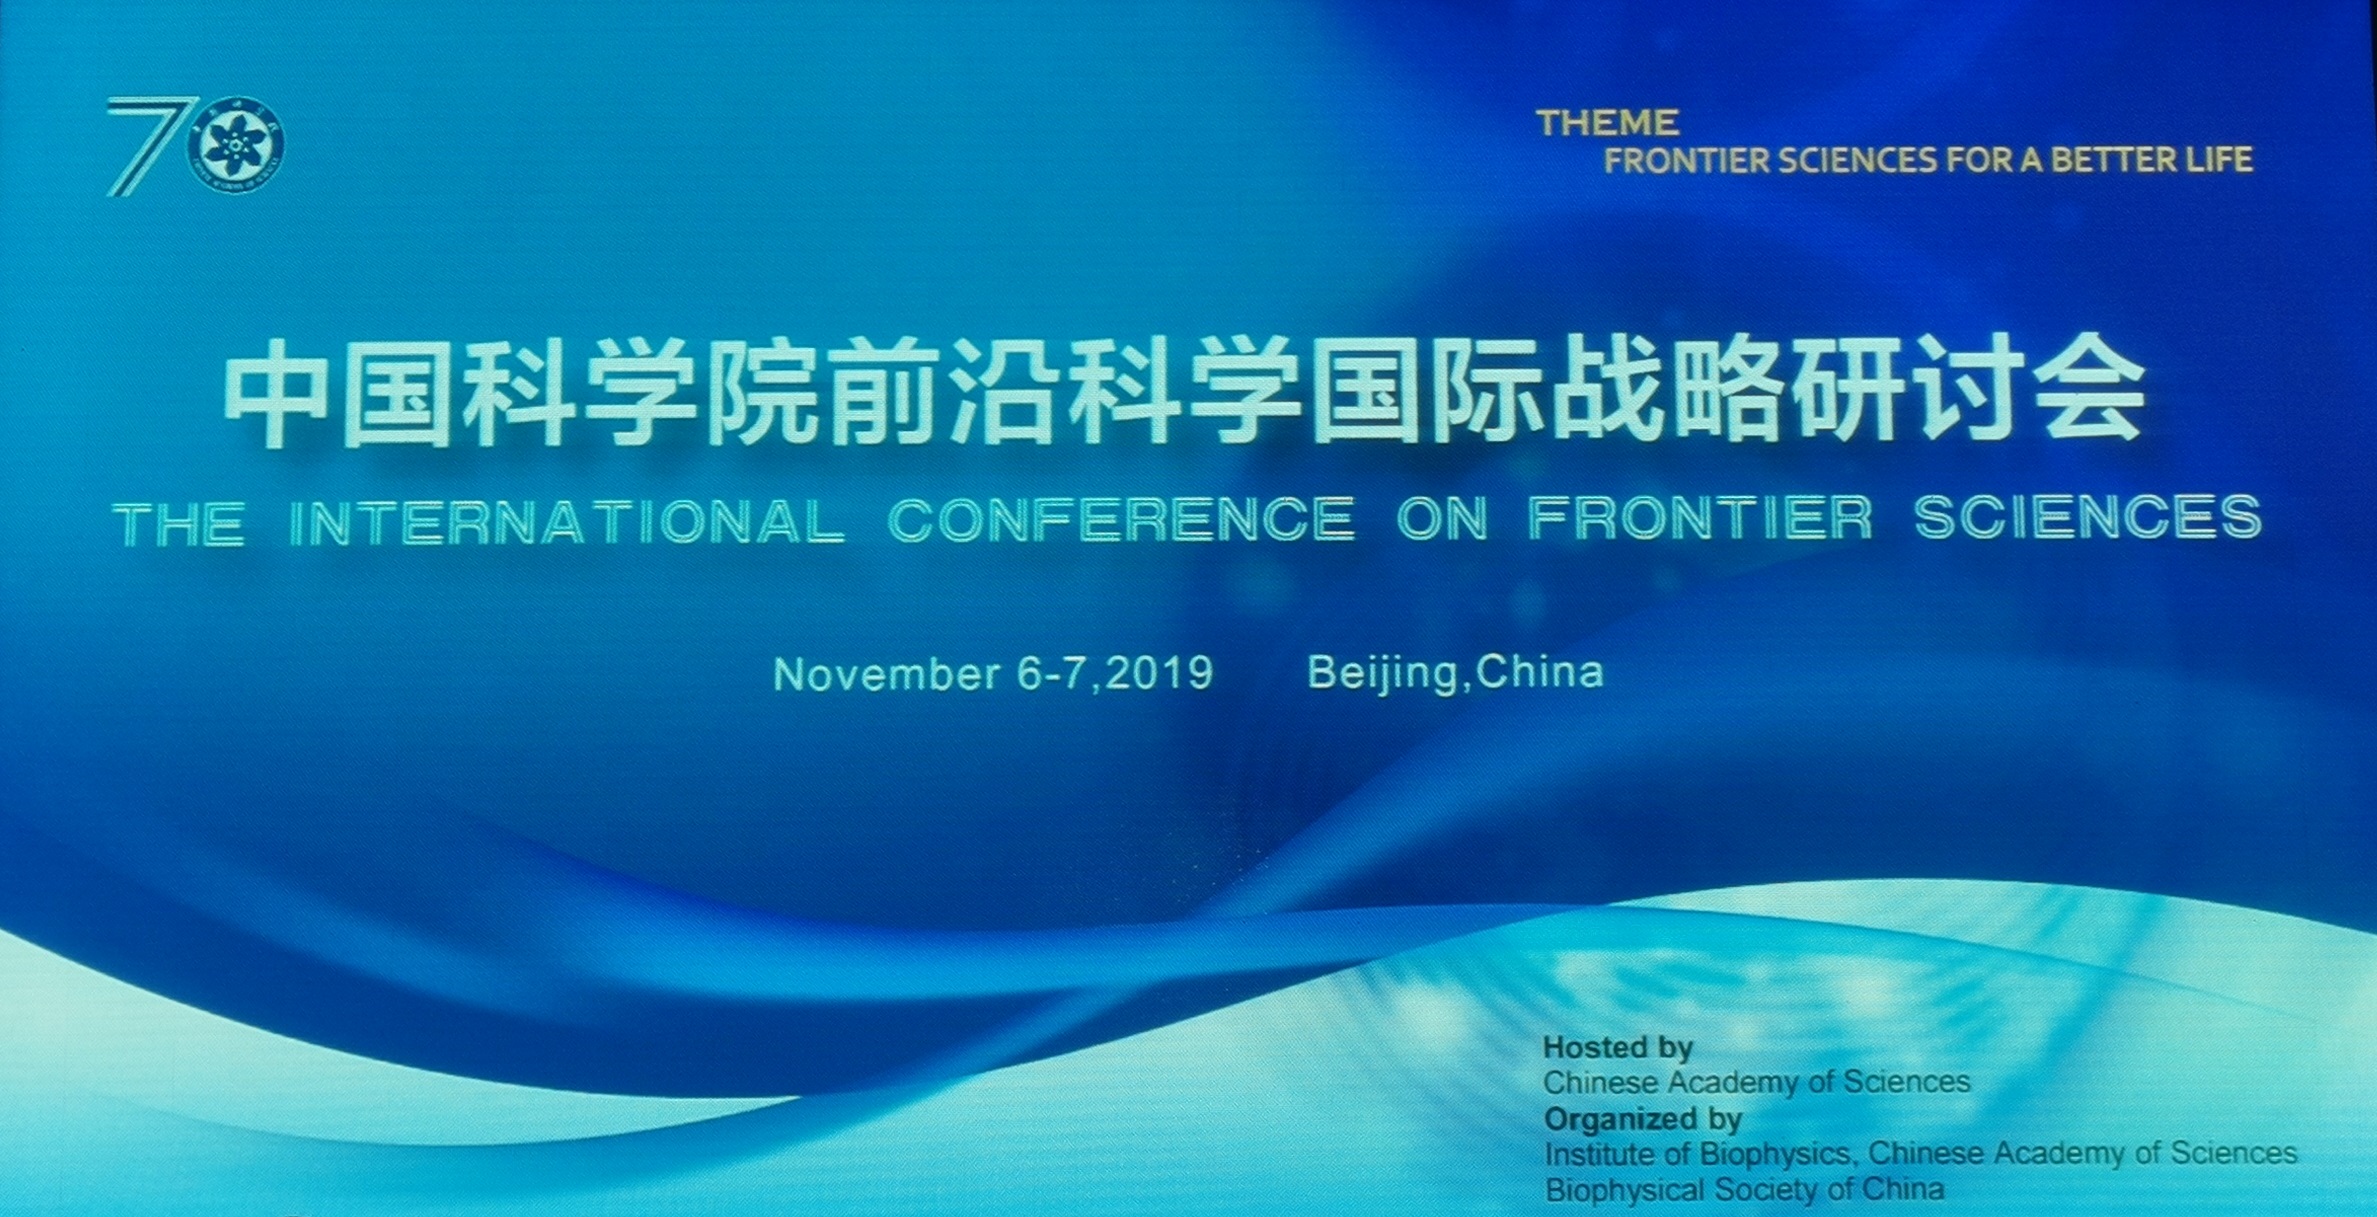 70
THEME
FRONTIER SCIENCES FOR A BETTER LIFE
中国科学院前沿科学国际战略研讨会
THE INTERNATIONAL CONFERENCE ON FRONTIER SCIENCES
November 6-7,2019 Beijing,China
Hosted by
Chinese Academy of Sciences
Organized by
Institute of Biophysics, Chinese Academy of Sciences
Biophysical Society of China